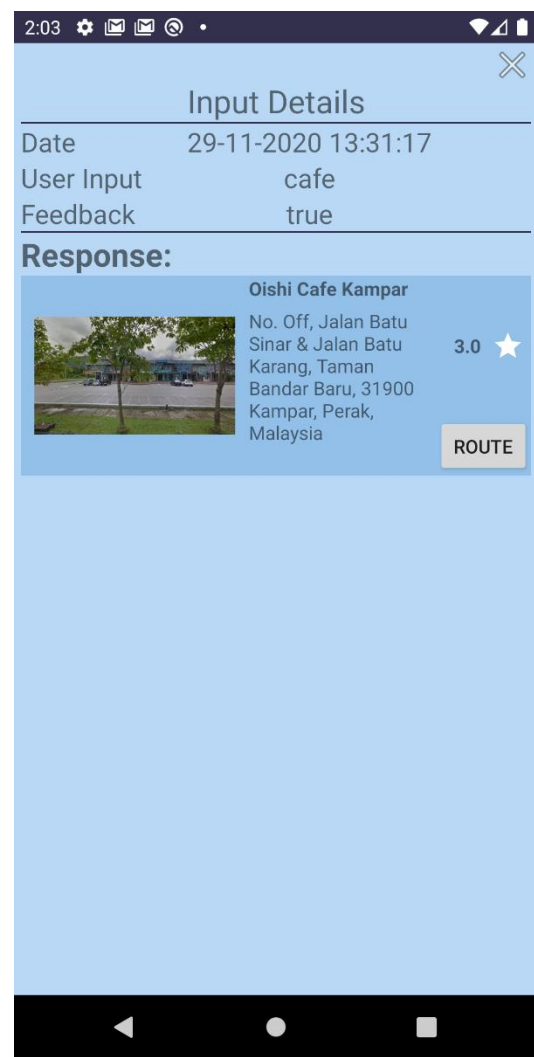 2:03
Input Details
Date 29-11-2020 13:31:17
User Input cafe
Feedback true
Response:
Oishi Cafe Kampar
No. Off, Jalan Batu
Sinar & Jalan Batu
Karang, Taman
Bandar Baru, 31900
Kampar, Perak,
Malaysia
3.0
ROUTE